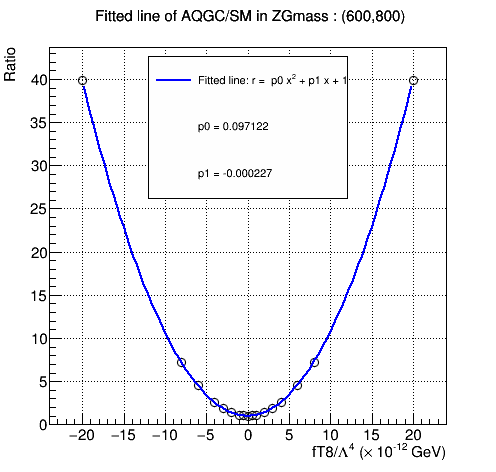 Fitted line of AQGC/SM in ZGmass : (600,800)
Ratio
Fitted line: r = p0 x² + p1 x + 1
p0 = 0.097122
p1 = -0.000227
40
35
30
25
20
15
10
5
0
−20 −15 −10 −5 0 5 10 15 20
fT8/Λ⁴ (× 10⁻¹² GeV)